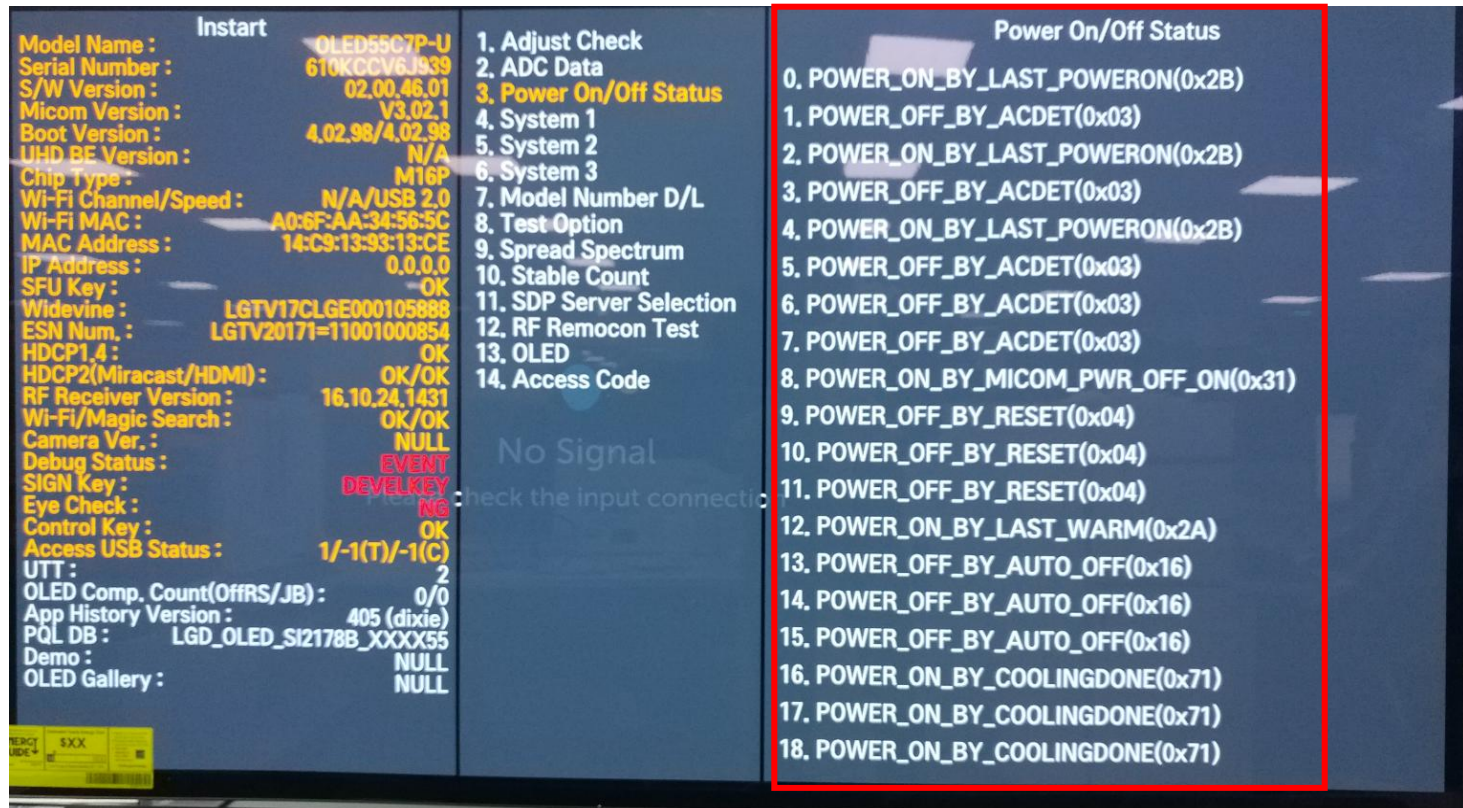 Instart
Model Name : OLED55C7P-U
Serial Number : 610KCCV6J939
S/W Version : 02.00.46.01
Micom Version : V3.02.1
Boot Version : 4.02.98/4.02.98
UHD BE Version : N/A
Chip Type : M16P
Wi-Fi Channel/Speed : N/A/USB 2.0
Wi-Fi MAC : A0:6F:AA:34:56:5C
MAC Address : 14:C9:13:93:13:CE
IP Address : 0.0.0.0
SFU Key : OK
Widevine : LGTV17CLGE000105888
ESN Num. : LGTV20171=11001000854
HDCP1.4 : OK
HDCP2(Miracast/HDMI) : OK/OK
RF Receiver Version : 16.10.24.1431
Wi-Fi/Magic Search : OK/OK
Camera Ver. : NULL
Debug Status : EVENT
SIGN Key : DEVELKEY
Eye Check : NG
Control Key : OK
Access USB Status : 1/-1(T)/-1(C)
UTT : 2
OLED Comp. Count(OffRS/JB) : 0/0
App History Version : 405 (dixie)
PQL DB : LGD_OLED_SI2178B_XXXX55
Demo : NULL
OLED Gallery : NULL
$XX
1. Adjust Check
2. ADC Data
3. Power On/Off Status
4. System 1
5. System 2
6. System 3
7. Model Number D/L
8. Test Option
9. Spread Spectrum
10. Stable Count
11. SDP Server Selection
12. RF Remocon Test
13. OLED
14. Access Code
No Signal
check the input connection
Power On/Off Status
0. POWER_ON_BY_LAST_POWERON(0x2B)
1. POWER_OFF_BY_ACDET(0x03)
2. POWER_ON_BY_LAST_POWERON(0x2B)
3. POWER_OFF_BY_ACDET(0x03)
4. POWER_ON_BY_LAST_POWERON(0x2B)
5. POWER_OFF_BY_ACDET(0x03)
6. POWER_OFF_BY_ACDET(0x03)
7. POWER_OFF_BY_ACDET(0x03)
8. POWER_ON_BY_MICOM_PWR_OFF_ON(0x31)
9. POWER_OFF_BY_RESET(0x04)
10. POWER_OFF_BY_RESET(0x04)
11. POWER_OFF_BY_RESET(0x04)
12. POWER_ON_BY_LAST_WARM(0x2A)
13. POWER_OFF_BY_AUTO_OFF(0x16)
14. POWER_OFF_BY_AUTO_OFF(0x16)
15. POWER_OFF_BY_AUTO_OFF(0x16)
16. POWER_ON_BY_COOLINGDONE(0x71)
17. POWER_ON_BY_COOLINGDONE(0x71)
18. POWER_ON_BY_COOLINGDONE(0x71)